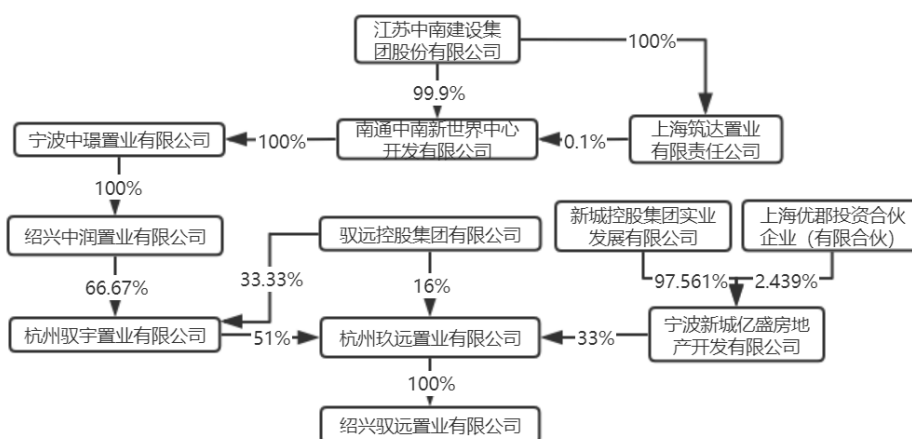 江苏中南建设集
团股份有限公司
100%
99.9%
宁波中璟置业有限公司
100%
南通中南新世界中心
开发有限公司
0.1%
上海筑达置业
有限责任公司
100%
绍兴中润置业有限公司
驭远控股集团有限公司
新城控股集团实业
发展有限公司
上海优郡投资合伙
企业（有限合伙）
66.67%
33.33%
16%
97.561%
2.439%
杭州驭宇置业有限公司
51%
杭州玖远置业有限公司
33%
宁波新城亿盛房地
产开发有限公司
100%
绍兴驭远置业有限公司